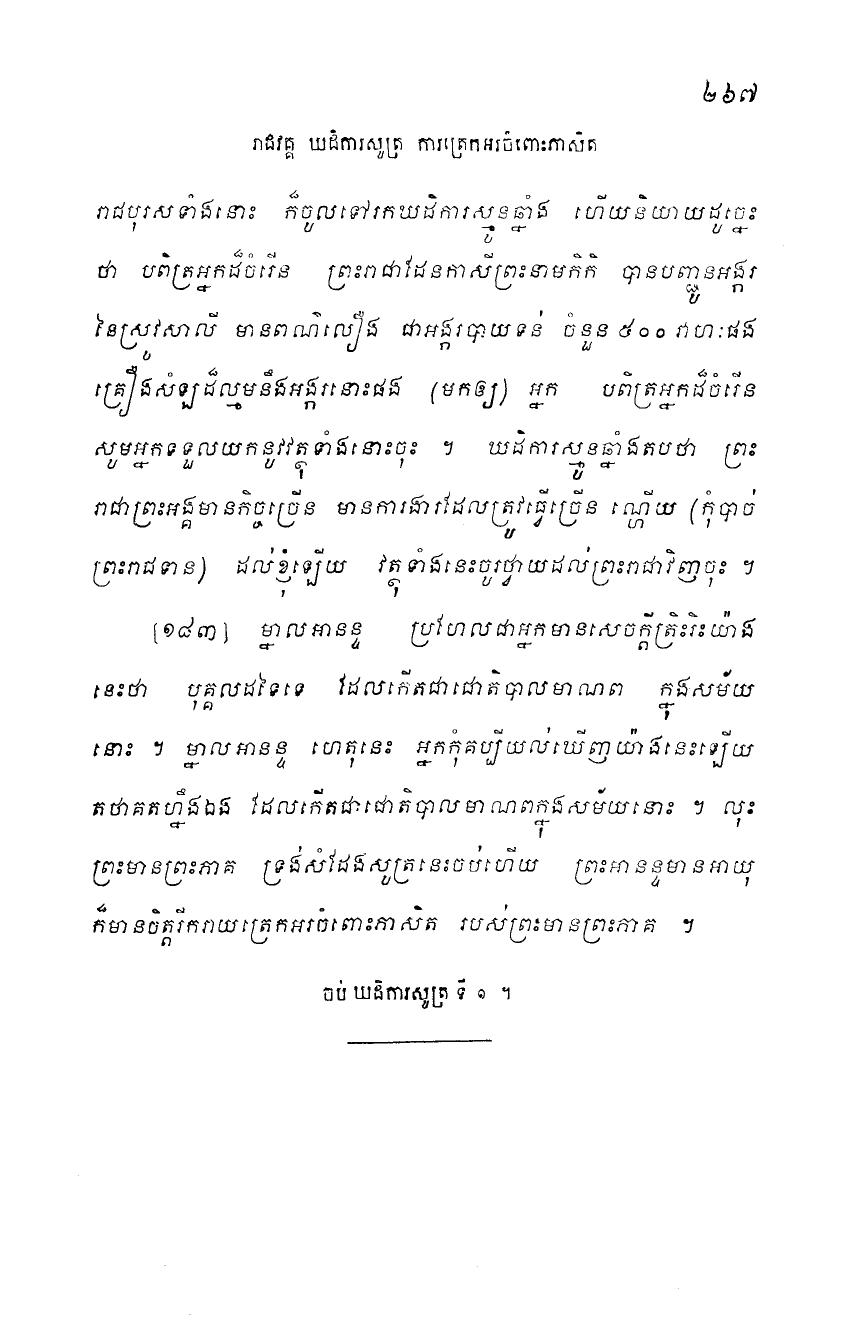 ២៦៧
រាជវគ្គ ឃដិការសូត្រ ការត្រេកអរចំពោះភាសិត
រាជបុរសទាំងនោះ ក៏ចូលទៅរកឃដិការស្មូនឆ្នាំង ហើយនិយាយដូច្នេះ
ថា បពិត្រអ្នកដ៏ចំរើន ព្រះរាជាដែនកាសីព្រះនាមកិកិ បានបញ្ជូនអង្ករ
នៃស្រូវសាលី មានពណ៌លឿង ជាអង្ករបាយទន់ ចំនួន ៥០០ រាហៈផង
គ្រឿងសំឡដ៏ល្មមនឹងអង្ករនោះផង (មកឲ្យ) អ្នក បពិត្រអ្នកដ៏ចំរើន
សូមអ្នកទទួលយកនូវវត្ថុទាំងនោះចុះ ។ ឃដិការស្មូនឆ្នាំងតបថា ព្រះ
រាជាព្រះអង្គមានកិច្ចច្រើន មានការងារដែលត្រូវធ្វើច្រើន ណ្ហើយ (កុំបាច់
ព្រះរាជទាន) ដល់ខ្ញុំឡើយ វត្ថុទាំងនេះចូរថ្វាយដល់ព្រះរាជាវិញចុះ ។
[១៨៣] ម្នាលអានន្ទ ប្រហែលជាអ្នកមានសេចក្តីត្រិះរិះយ៉ាង
នេះថា បុគ្គលដទៃទេ ដែលកើតជាជោតិបាលមាណព ក្នុងសម័យ
នោះ ។ ម្នាលអានន្ទ ហេតុនេះ អ្នកកុំគប្បីយល់ឃើញយ៉ាងនេះឡើយ
តថាគតហ្នឹងឯង ដែលកើតជាជោតិបាលមាណពក្នុងសម័យនោះ ។ លុះ
ព្រះមានព្រះភាគ ទ្រង់សំដែងសូត្រនេះចប់ហើយ ព្រះអានន្ទមានអាយុ
ក៏មានចិត្តរីករាយត្រេកអរចំពោះភាសិត របស់ព្រះមានព្រះភាគ ។
ចប់ ឃដិការសូត្រ ទី ១ ។